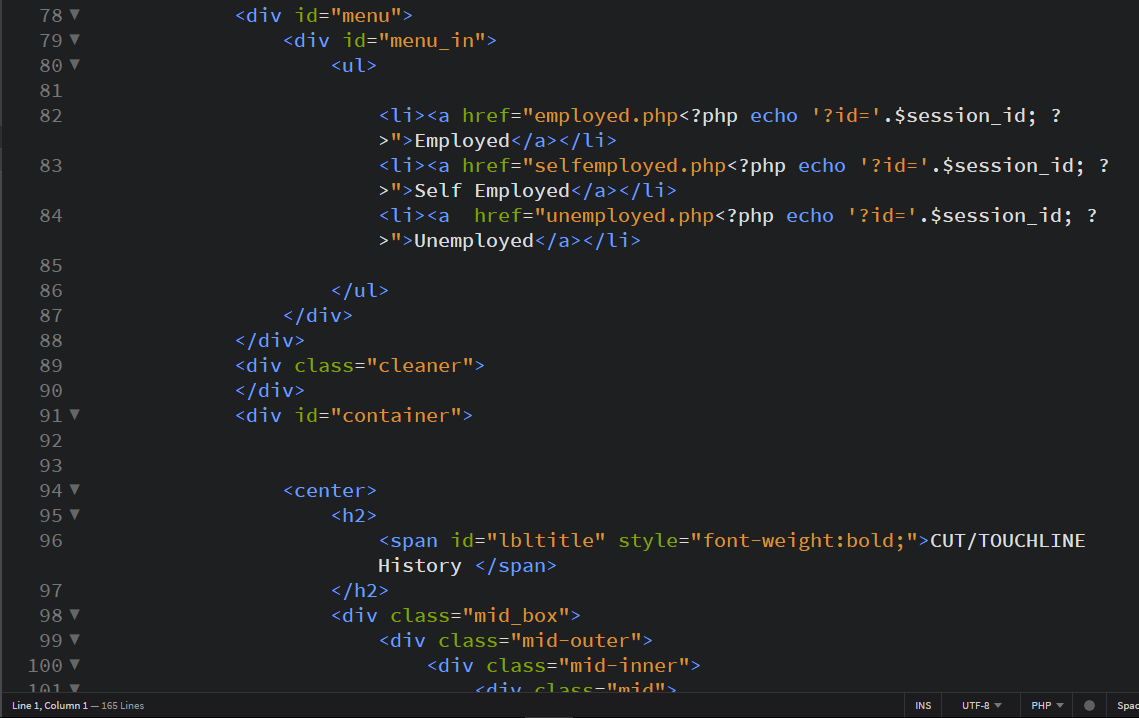 78 ▼ <div id="menu">
79 ▼ <div id="menu_in">
80 ▼ <ul>
81
82 <li><a href="employed.php<?php echo '?id='.$session_id; ?
>">Employed</a></li>
83 <li><a href="selfemployed.php<?php echo '?id='.$session_id; ?
>">Self Employed</a></li>
84 <li><a  href="unemployed.php<?php echo '?id='.$session_id; ?
>">Unemployed</a></li>
85
86 </ul>
87 </div>
88 </div>
89 <div class="cleaner">
90 </div>
91 ▼ <div id="container">
92
93
94 ▼ <center>
95 ▼ <h2>
96 <span id="lbltitle" style="font-weight:bold;">CUT/TOUCHLINE
History </span>
97 </h2>
98 ▼ <div class="mid_box">
99 ▼ <div class="mid-outer">
100 ▼ <div class="mid-inner">
101 ▼ <div class="mid">
Line 1, Column 1 — 165 Lines INS UTF-8 ▼ PHP ▼ Spac